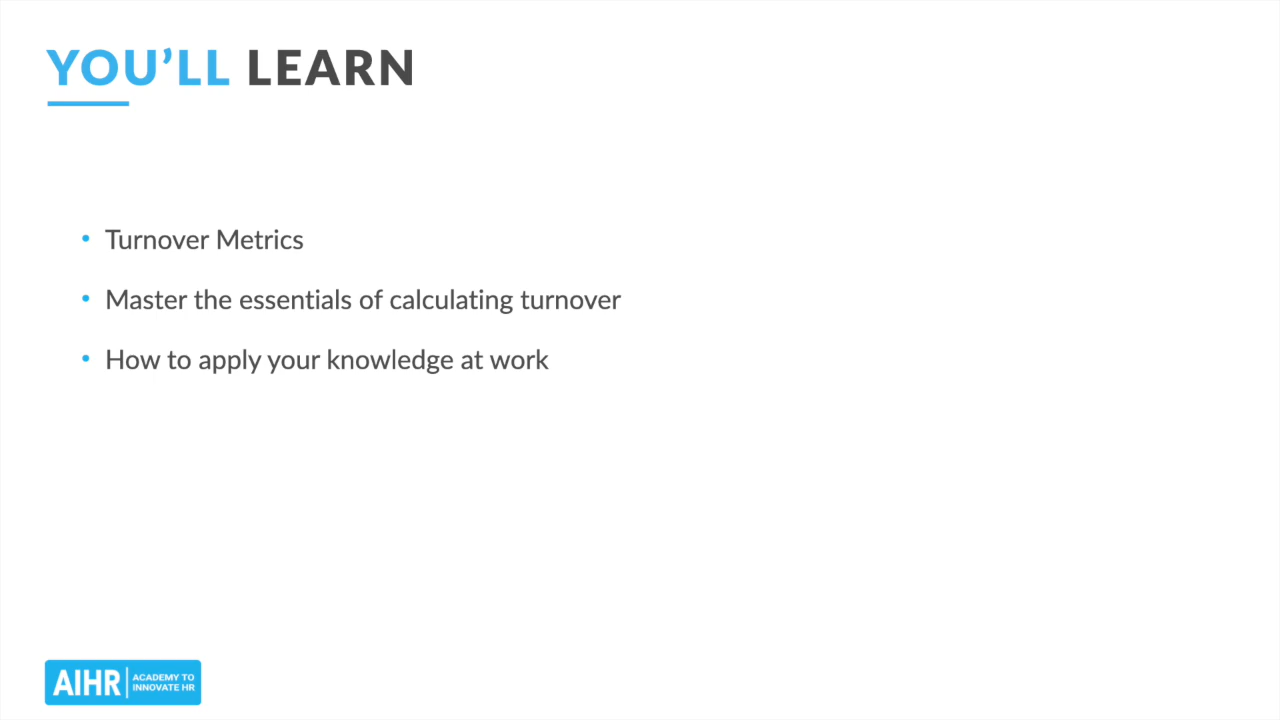 YOU’LL LEARN
• Turnover Metrics
• Master the essentials of calculating turnover
• How to apply your knowledge at work
AIHR
ACADEMY TO
INNOVATE HR